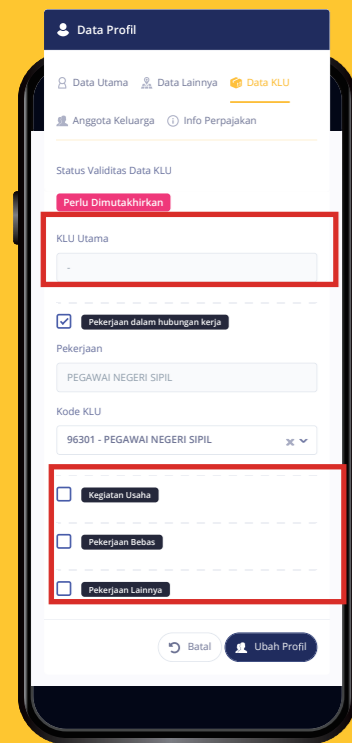 Data Profil
Data Utama Data Lainnya Data KLU
Anggota Keluarga Info Perpajakan
Status Validitas Data KLU
Perlu Dimutakhirkan
KLU Utama
-
Pekerjaan dalam hubungan kerja
Pekerjaan
PEGAWAI NEGERI SIPIL
Kode KLU
96301 - PEGAWAI NEGERI SIPIL
Kegiatan Usaha
Pekerjaan Bebas
Pekerjaan Lainnya
Batal Ubah Profil